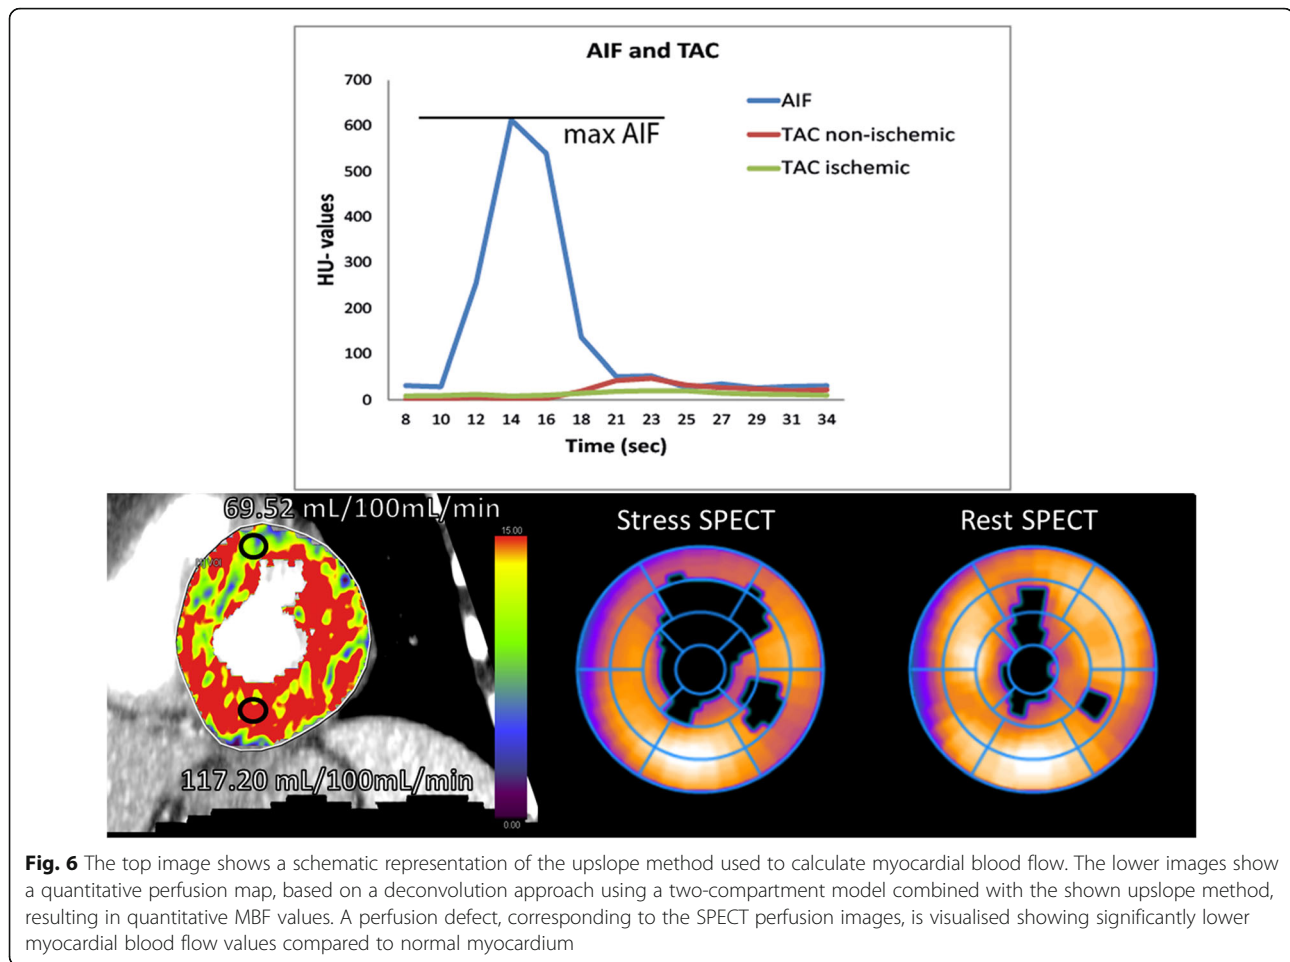 AIF and TAC
700
600
500
400
300
200
100
0
HU- values
max AIF
AIF
TAC non-ischemic
TAC ischemic
8 10 12 14 16 18 21 23 25 27 29 31 34
Time (sec)
69.52 mL/100mL/min
15.00
0.00
117.20 mL/100mL/min
Stress SPECT
Rest SPECT
Fig. 6 The top image shows a schematic representation of the upslope method used to calculate myocardial blood flow. The lower images show
a quantitative perfusion map, based on a deconvolution approach using a two-compartment model combined with the shown upslope method,
resulting in quantitative MBF values. A perfusion defect, corresponding to the SPECT perfusion images, is visualised showing significantly lower
myocardial blood flow values compared to normal myocardium